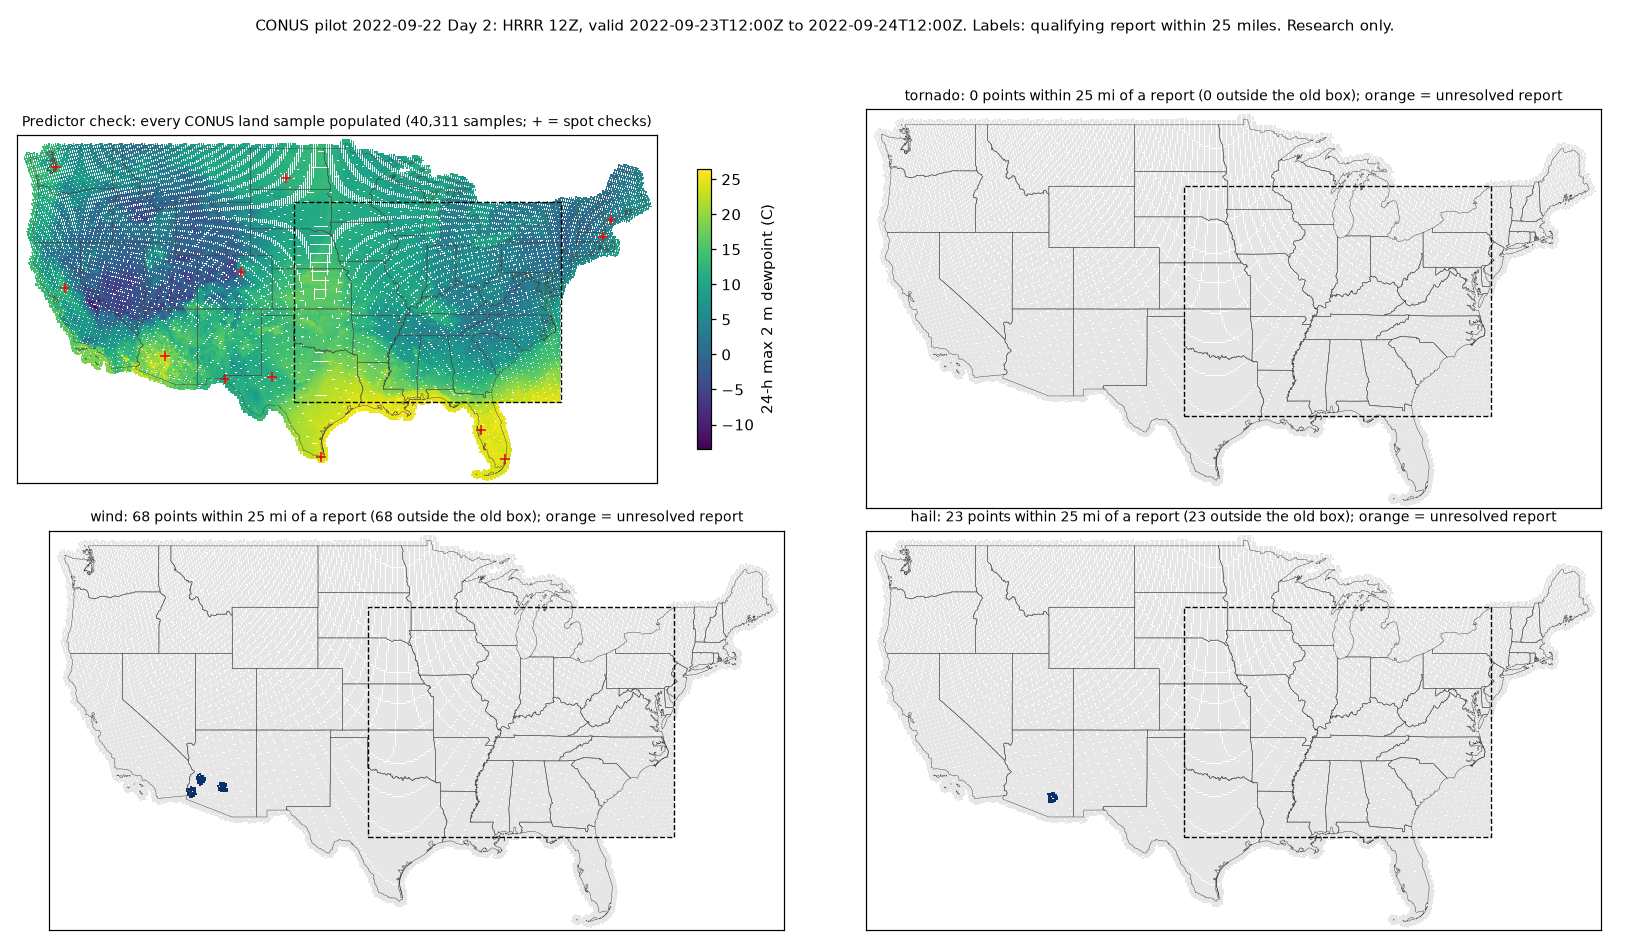 CONUS pilot 2022-09-22 Day 2: HRRR 12Z, valid 2022-09-23T12:00Z to 2022-09-24T12:00Z. Labels: qualifying report within 25 miles. Research only.
Predictor check: every CONUS land sample populated (40,311 samples; + = spot checks)
25
20
15
10
5
0
−5
−10
24-h max 2 m dewpoint (C)
tornado: 0 points within 25 mi of a report (0 outside the old box); orange = unresolved report
wind: 68 points within 25 mi of a report (68 outside the old box); orange = unresolved report
hail: 23 points within 25 mi of a report (23 outside the old box); orange = unresolved report